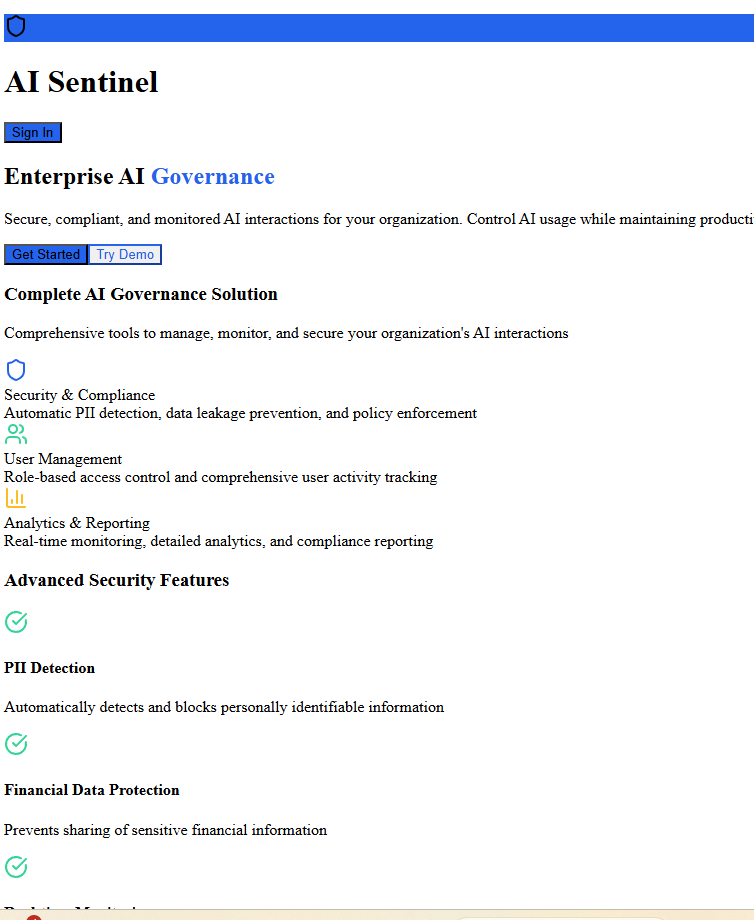 AI Sentinel
Sign In
Enterprise AI Governance
Secure, compliant, and monitored AI interactions for your organization. Control AI usage while maintaining
Get Started Try Demo
Complete AI Governance Solution
Comprehensive tools to manage, monitor, and secure your organization's AI interactions
Security & Compliance
Automatic PII detection, data leakage prevention, and policy enforcement
User Management
Role-based access control and comprehensive user activity tracking
Analytics & Reporting
Real-time monitoring, detailed analytics, and compliance reporting
Advanced Security Features
PII Detection
Automatically detects and blocks personally identifiable information
Financial Data Protection
Prevents sharing of sensitive financial information